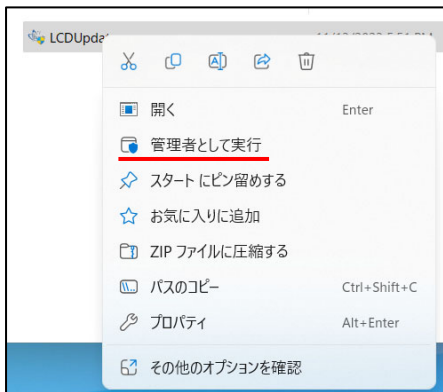 LCDUpda
開く Enter
管理者として実行
スタート にピン留めする
お気に入りに追加
ZIP ファイルに圧縮する
パスのコピー Ctrl+Shift+C
プロパティ Alt+Enter
その他のオプションを確認